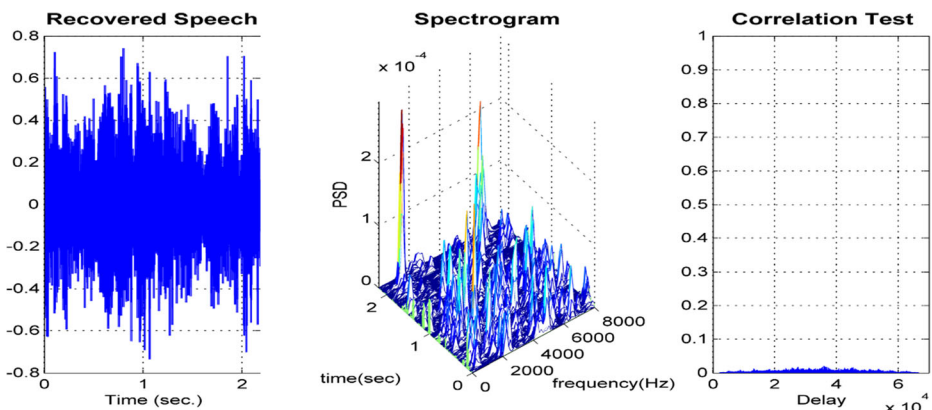 Recovered Speech
0.8
0.6
0.4
0.2
0
-0.2
-0.4
-0.6
-0.8
0 1 2
Time (sec.)
Spectrogram
x 10⁻⁴
2
1
0
PSD
2
1
0
time(sec)
0
2000
4000
6000
8000
frequency(Hz)
Correlation Test
1
0.9
0.8
0.7
0.6
0.5
0.4
0.3
0.2
0.1
0
0 2 4 6
Delay
x 10⁴